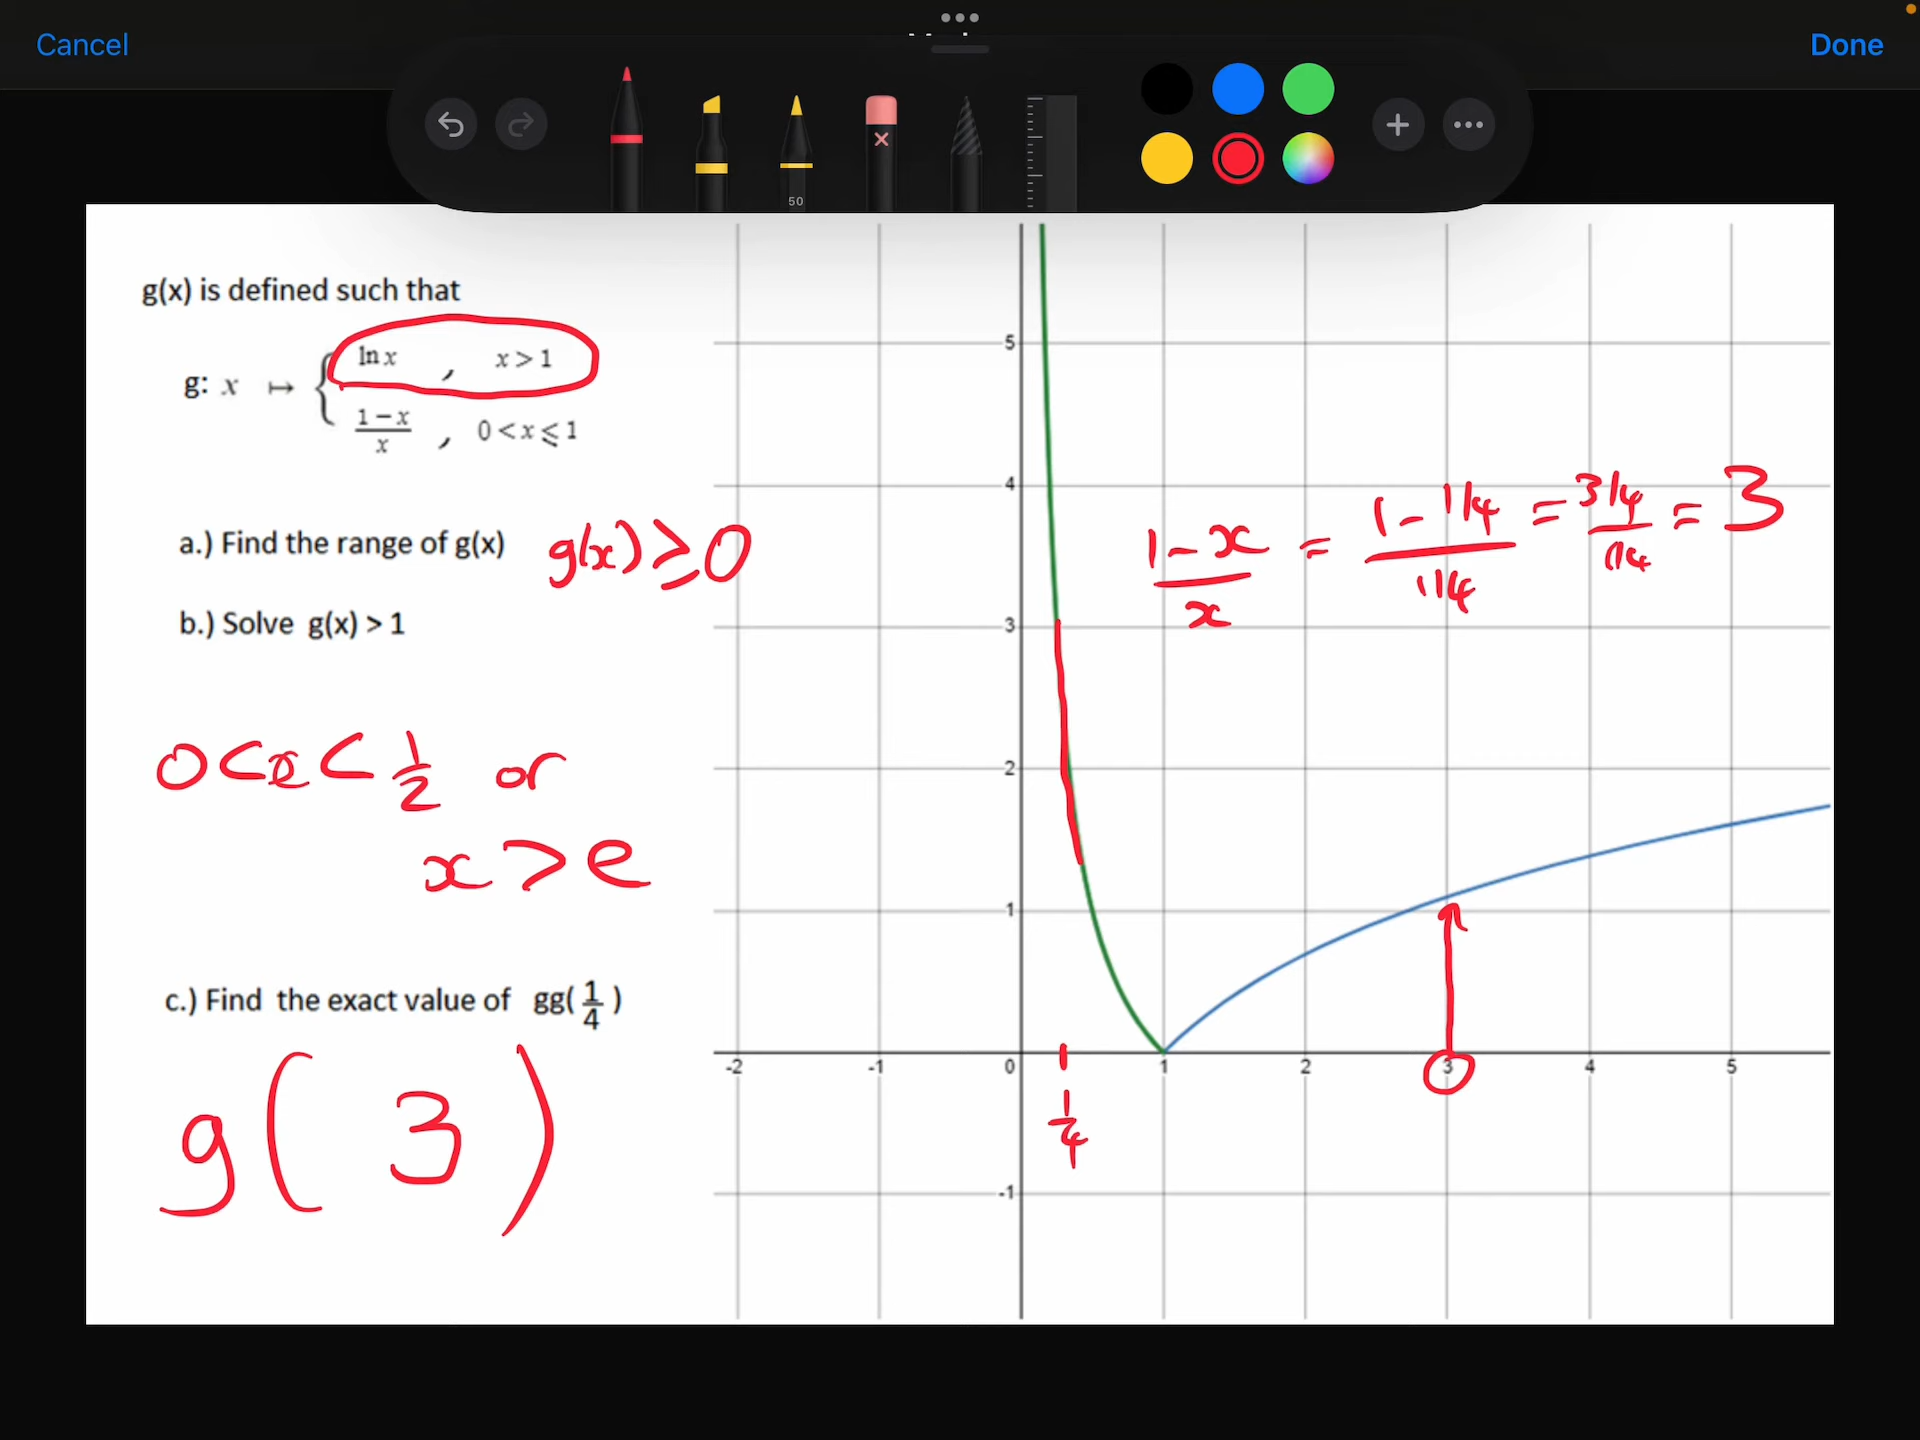 Cancel
Done
50
g(x) is defined such that
g: x ↦ { ln x , x > 1
1 − x / x , 0 < x ⩽ 1
a.) Find the range of g(x) g(x) ≥ 0
b.) Solve g(x) > 1
0 < x < 1/2 or
x > e
c.) Find the exact value of gg( 1/4 )
g( 3 )
1 - x / x = 1 - 1/4 / 1/4 = 3/4 / 1/4 = 3
5
4
3
2
1
-2 -1 0 1 2 3 4 5
1/4
-1